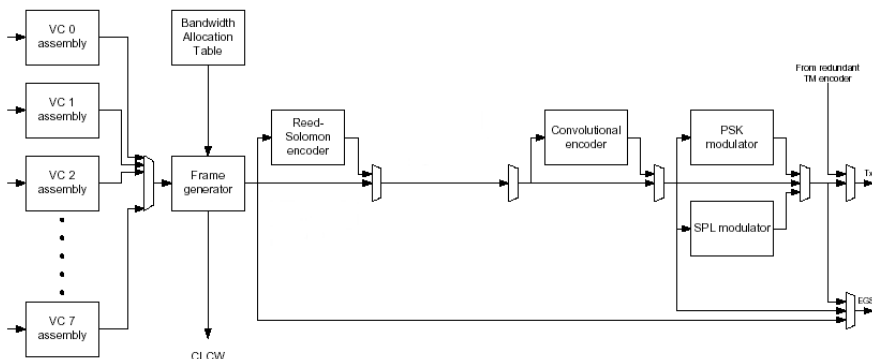 VC 0
assembly
VC 1
assembly
VC 2
assembly
VC 7
assembly
Bandwidth
Allocation
Table
Frame
generator
CLCW
Reed-
Solomon
encoder
Convolutional
encoder
PSK
modulator
SPL modulator
From redundant
TM encoder
Tx
EGSE